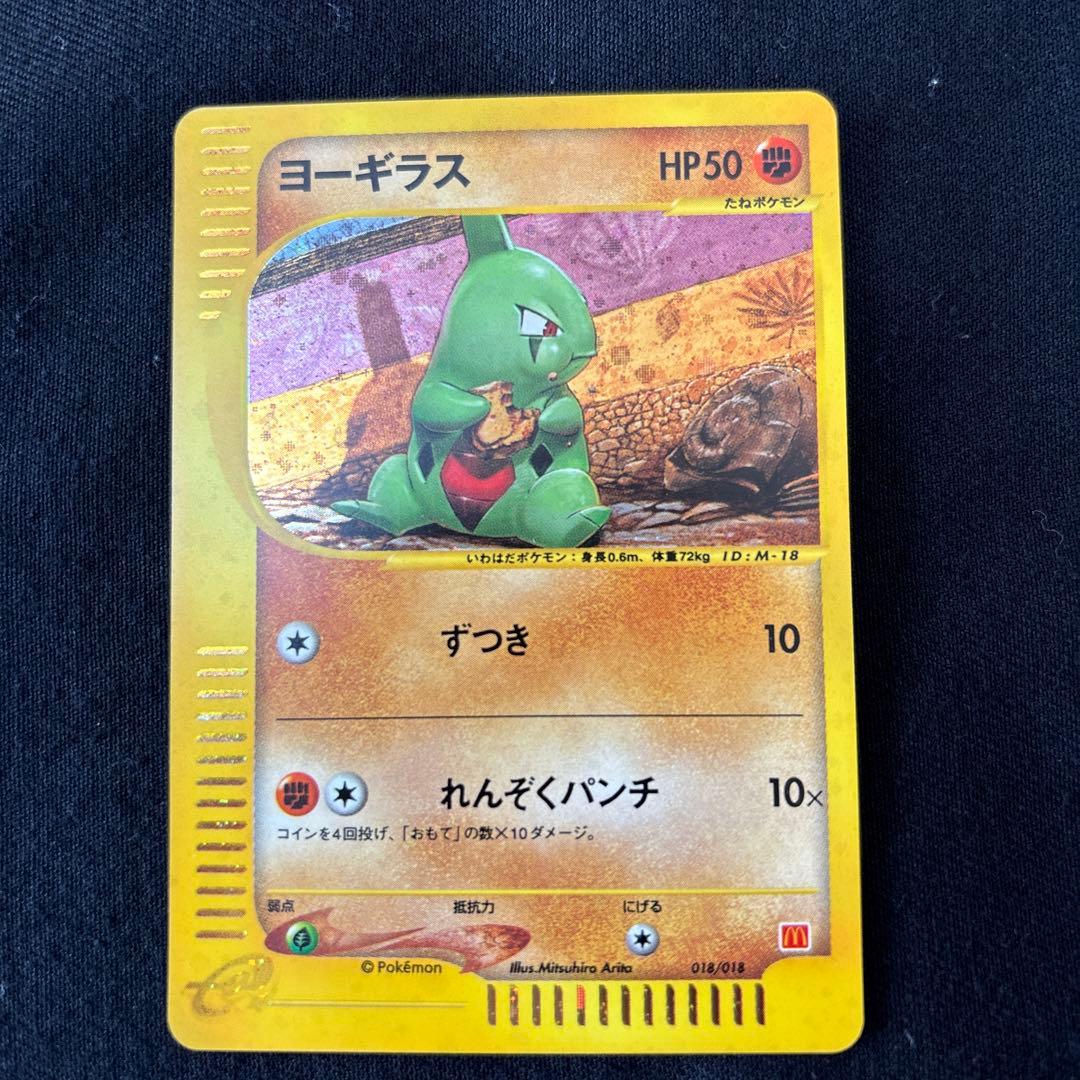 ヨーギラス HP50
たねポケモン
いわはだポケモン：身長0.6m、体重72kg ID:M-18
ずつき 10
れんぞくパンチ 10×
コインを4回投げ、「おもて」の数×10ダメージ。
弱点 抵抗力 にげる
©Pokémon Illus.Mitsuhiro Arita 018/018